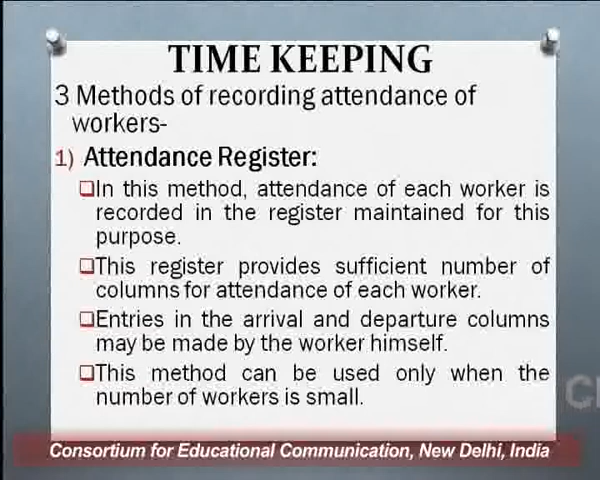 TIME KEEPING
3 Methods of recording attendance of
workers-
1) Attendance Register:
In this method, attendance of each worker is
recorded in the register maintained for this
purpose.
This register provides sufficient number of
columns for attendance of each worker.
Entries in the arrival and departure columns
may be made by the worker himself.
This method can be used only when the
number of workers is small.
Consortium for Educational Communication, New Delhi, India